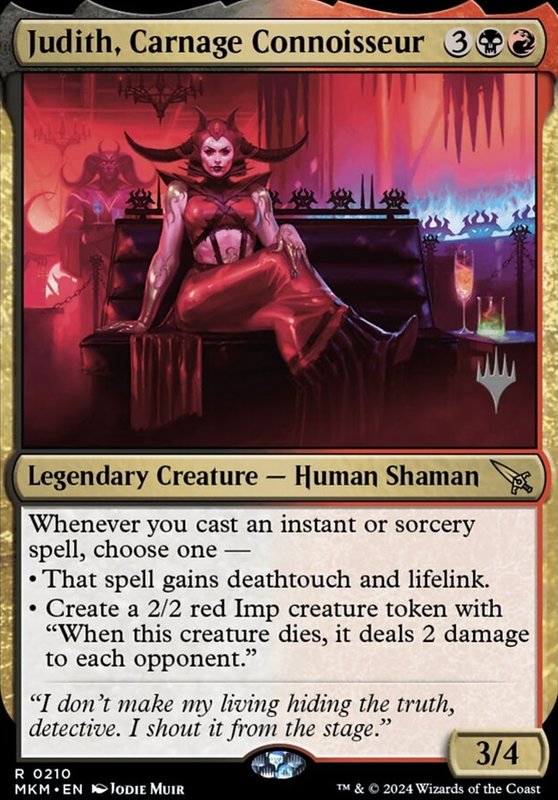 Judith, Carnage Connoisseur 3
Legendary Creature — Human Shaman
Whenever you cast an instant or sorcery
spell, choose one —
• That spell gains deathtouch and lifelink.
• Create a 2/2 red Imp creature token with
“When this creature dies, it deals 2 damage
to each opponent.”
“I don’t make my living hiding the truth,
detective. I shout it from the stage.”
3/4
R 0210
MKM • EN Jodie Muir
™ & © 2024 Wizards of the Coast